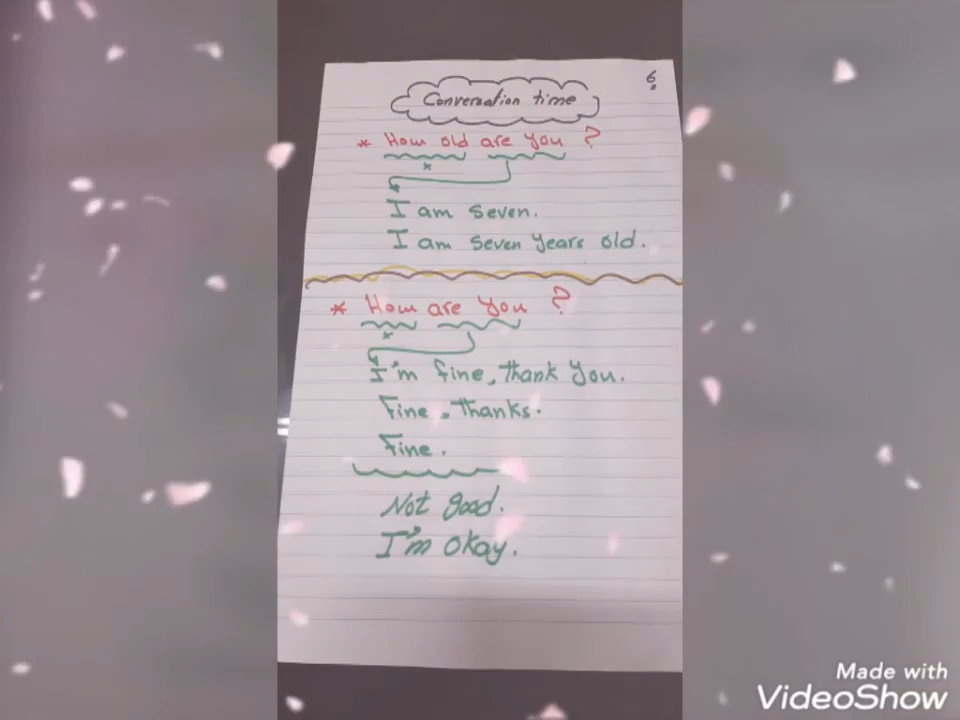 6
Conversation time
* How old are you ?
I am seven.
I am seven years old.
* How are you ?
I'm fine, thank you.
Fine, thanks.
Fine.
Not good.
I'm okay.
Made with
VideoShow